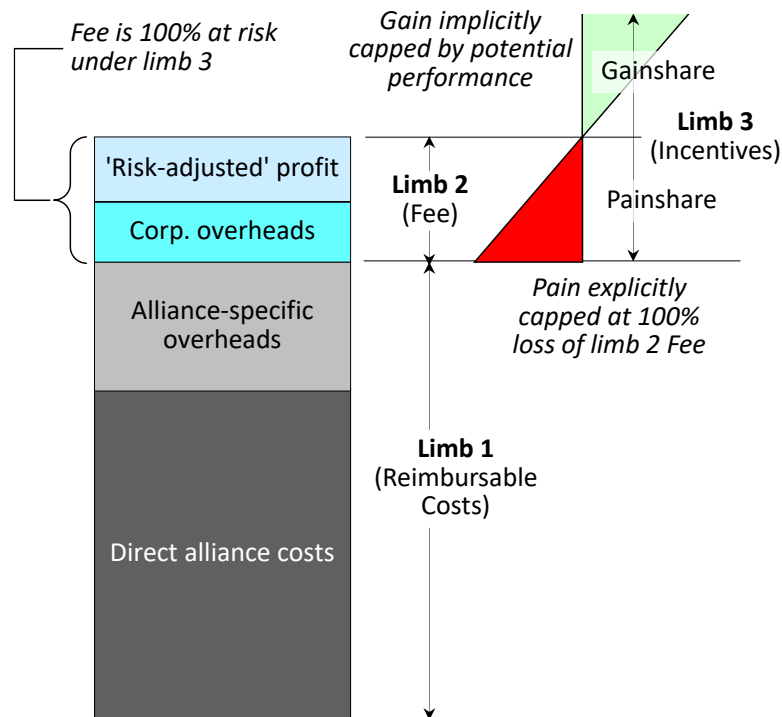 Fee is 100% at risk
under limb 3
Gain implicitly
capped by potential
performance
Gainshare
Limb 3
(Incentives)
Painshare
'Risk-adjusted' profit
Limb 2
(Fee)
Corp. overheads
Alliance-specific
overheads
Pain explicitly
capped at 100%
loss of limb 2 Fee
Limb 1
(Reimbursable
Costs)
Direct alliance costs